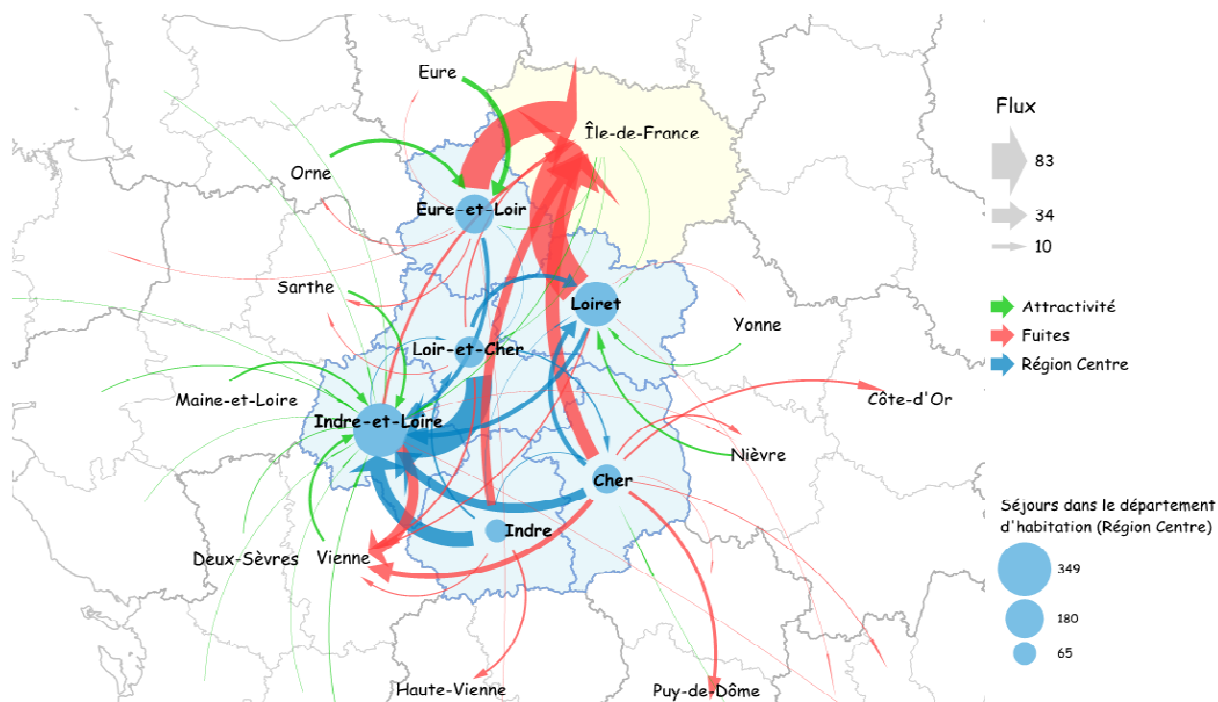 Eure
Île-de-France
Orne
Eure-et-Loir
Sarthe
Loiret
Yonne
Loir-et-Cher
Maine-et-Loire
Côte-d'Or
Indre-et-Loire
Nièvre
Cher
Indre
Deux-Sèvres
Vienne
Haute-Vienne
Puy-de-Dôme
Flux
83
34
10
Attractivité
Fuites
Région Centre
Séjours dans le département
d'habitation (Région Centre)
349
180
65